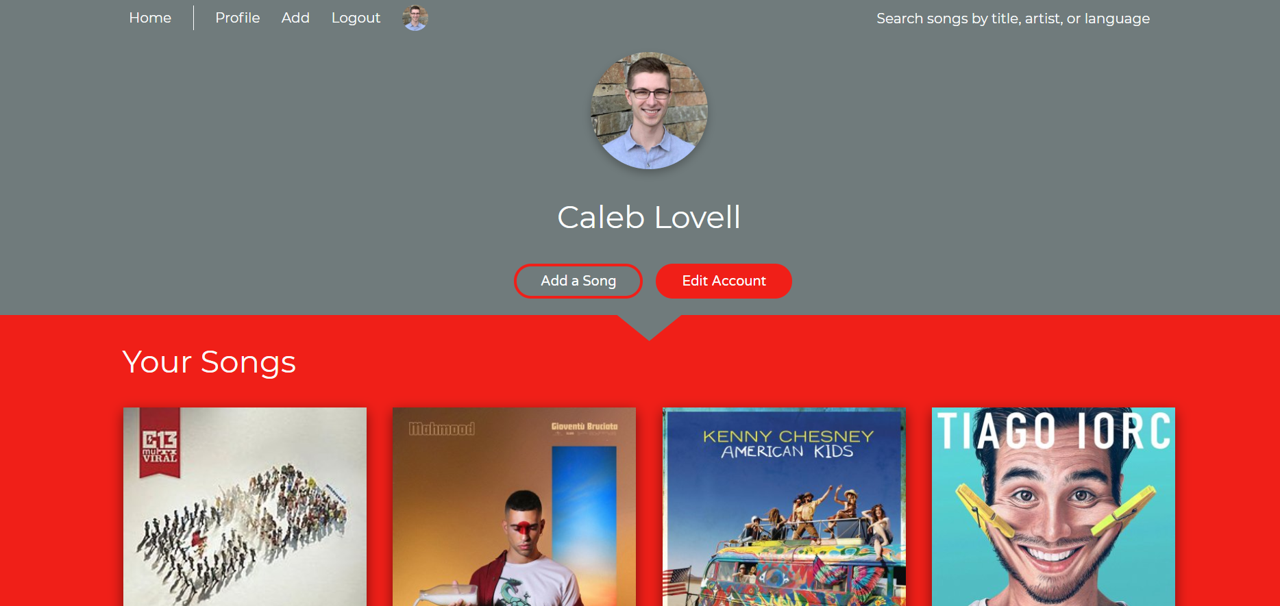 Home
Profile
Add
Logout
Search songs by title, artist, or language
Caleb Lovell
Add a Song
Edit Account
Your Songs
C13
MULTI
VIRAL
Mahmood
Gioventù Bruciata
KENNY CHESNEY
AMERICAN KIDS
TIAGO IORC